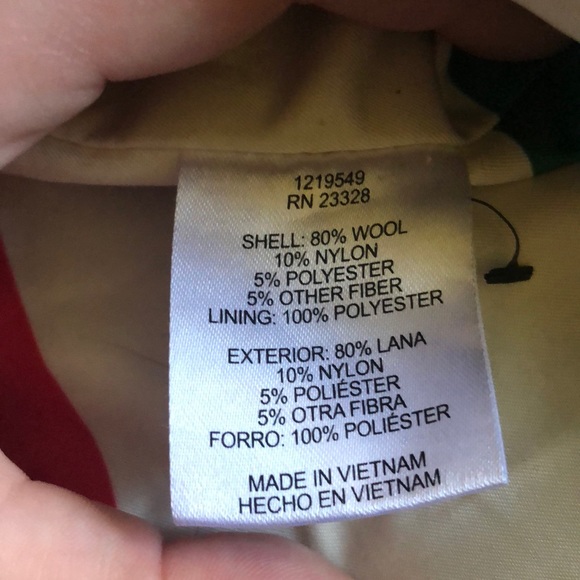 1219549
RN 23328
SHELL: 80% WOOL
10% NYLON
5% POLYESTER
5% OTHER FIBER
LINING: 100% POLYESTER
EXTERIOR: 80% LANA
10% NYLON
5% POLIÉSTER
5% OTRA FIBRA
FORRO: 100% POLIÉSTER
MADE IN VIETNAM
HECHO EN VIETNAM